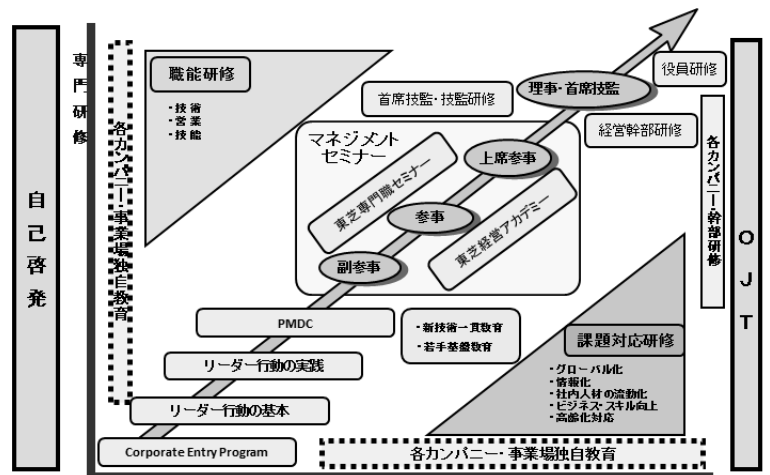 自己啓発
専門研修
各カンパニー・事業場独自教育
職能研修
・技術
・営業
・技能
首席技監・技監研修
理事・首席技監
役員研修
経営幹部研修
マネジメント
セミナー
上席参事
東芝専門職セミナー
参事
東芝経営アカデミー
副参事
各カンパニー・幹部研修
OJT
PMDC
・新技術一貫教育
・若手基盤教育
リーダー行動の実践
リーダー行動の基本
Corporate Entry Program
課題対応研修
・グローバル化
・情報化
・社内人材の流動化
・ビジネス・スキル向上
・高齢化対応
各カンパニー・事業場独自教育